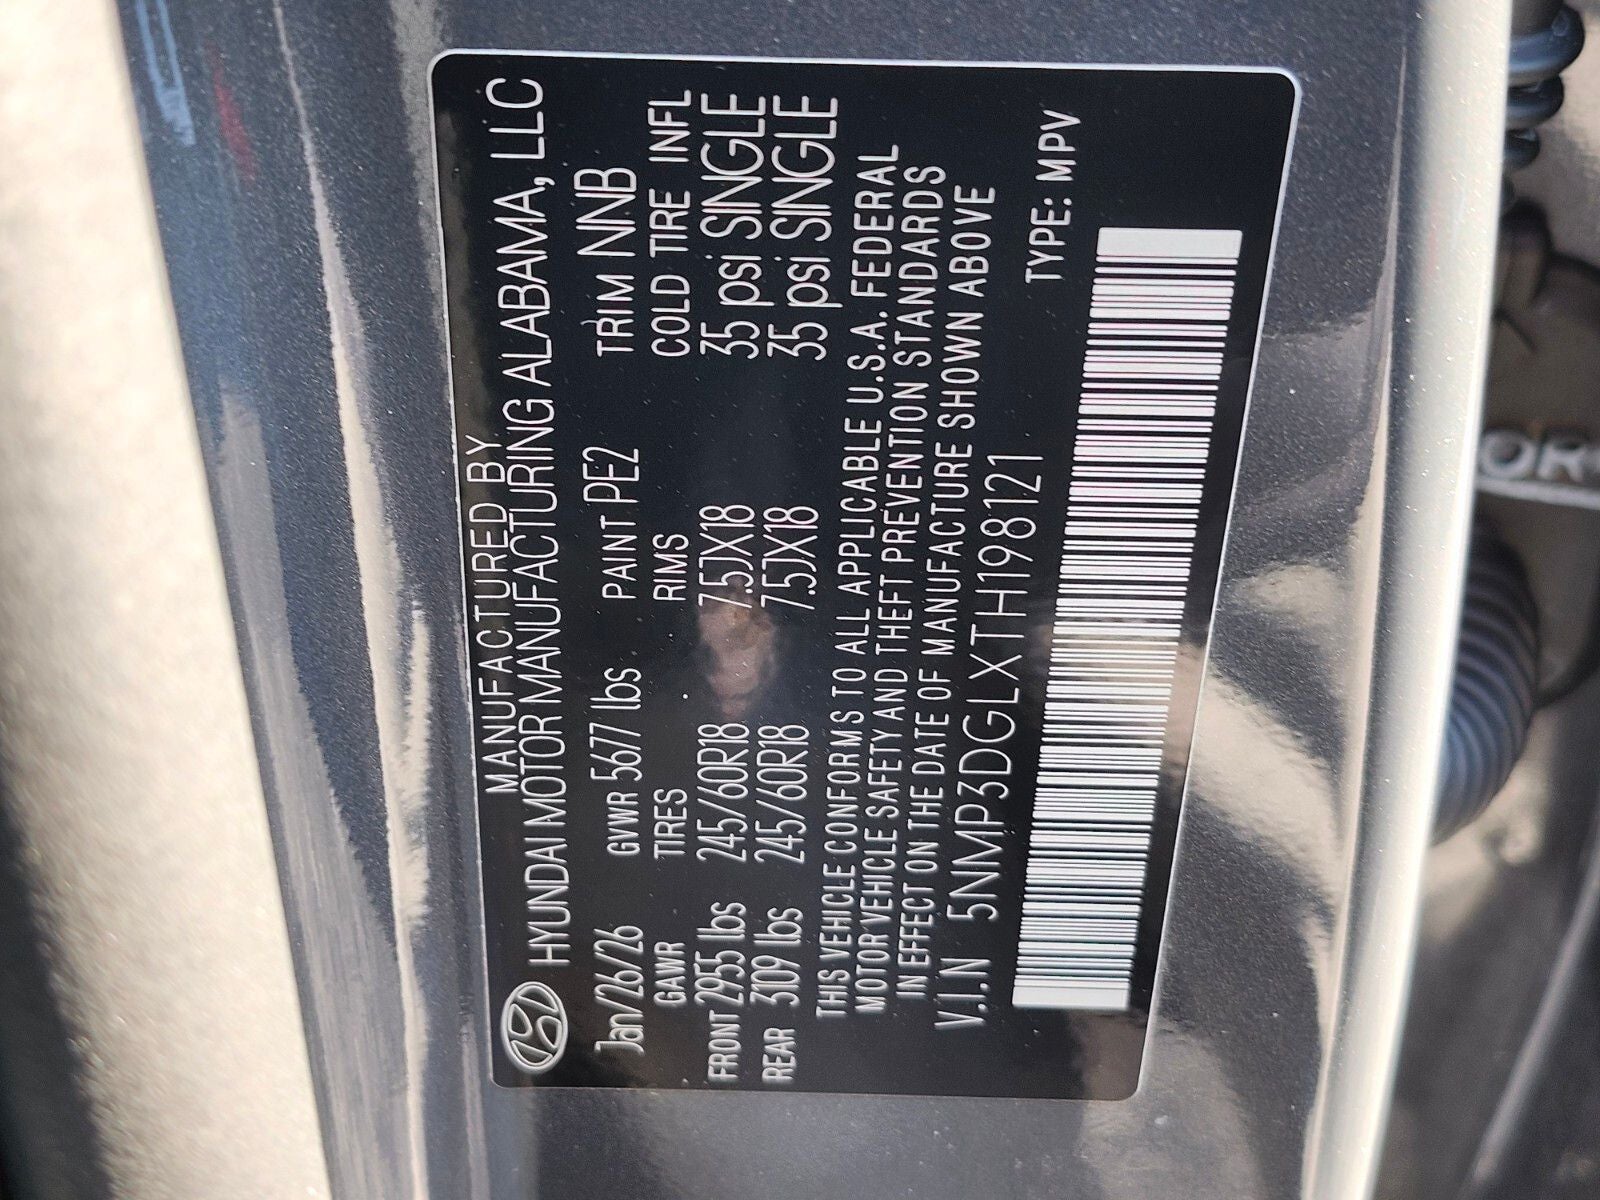 MANUFACTURED BY
HYUNDAI MOTOR MANUFACTURING ALABAMA, LLC
Jan/26/26 GVWR 5677 lbs PAINT PE2 TRIM NNB
GAWR TIRES RIMS COLD TIRE INFL
FRONT 2955 lbs 245/60R18 7.5JX18 35 psi SINGLE
REAR 3109 lbs 245/60R18 7.5JX18 35 psi SINGLE
THIS VEHICLE CONFORMS TO ALL APPLICABLE U.S.A. FEDERAL
MOTOR VEHICLE SAFETY AND THEFT PREVENTION STANDARDS
IN EFFECT ON THE DATE OF MANUFACTURE SHOWN ABOVE
V.I.N 5NMP3DGLXTH198121 TYPE: MPV